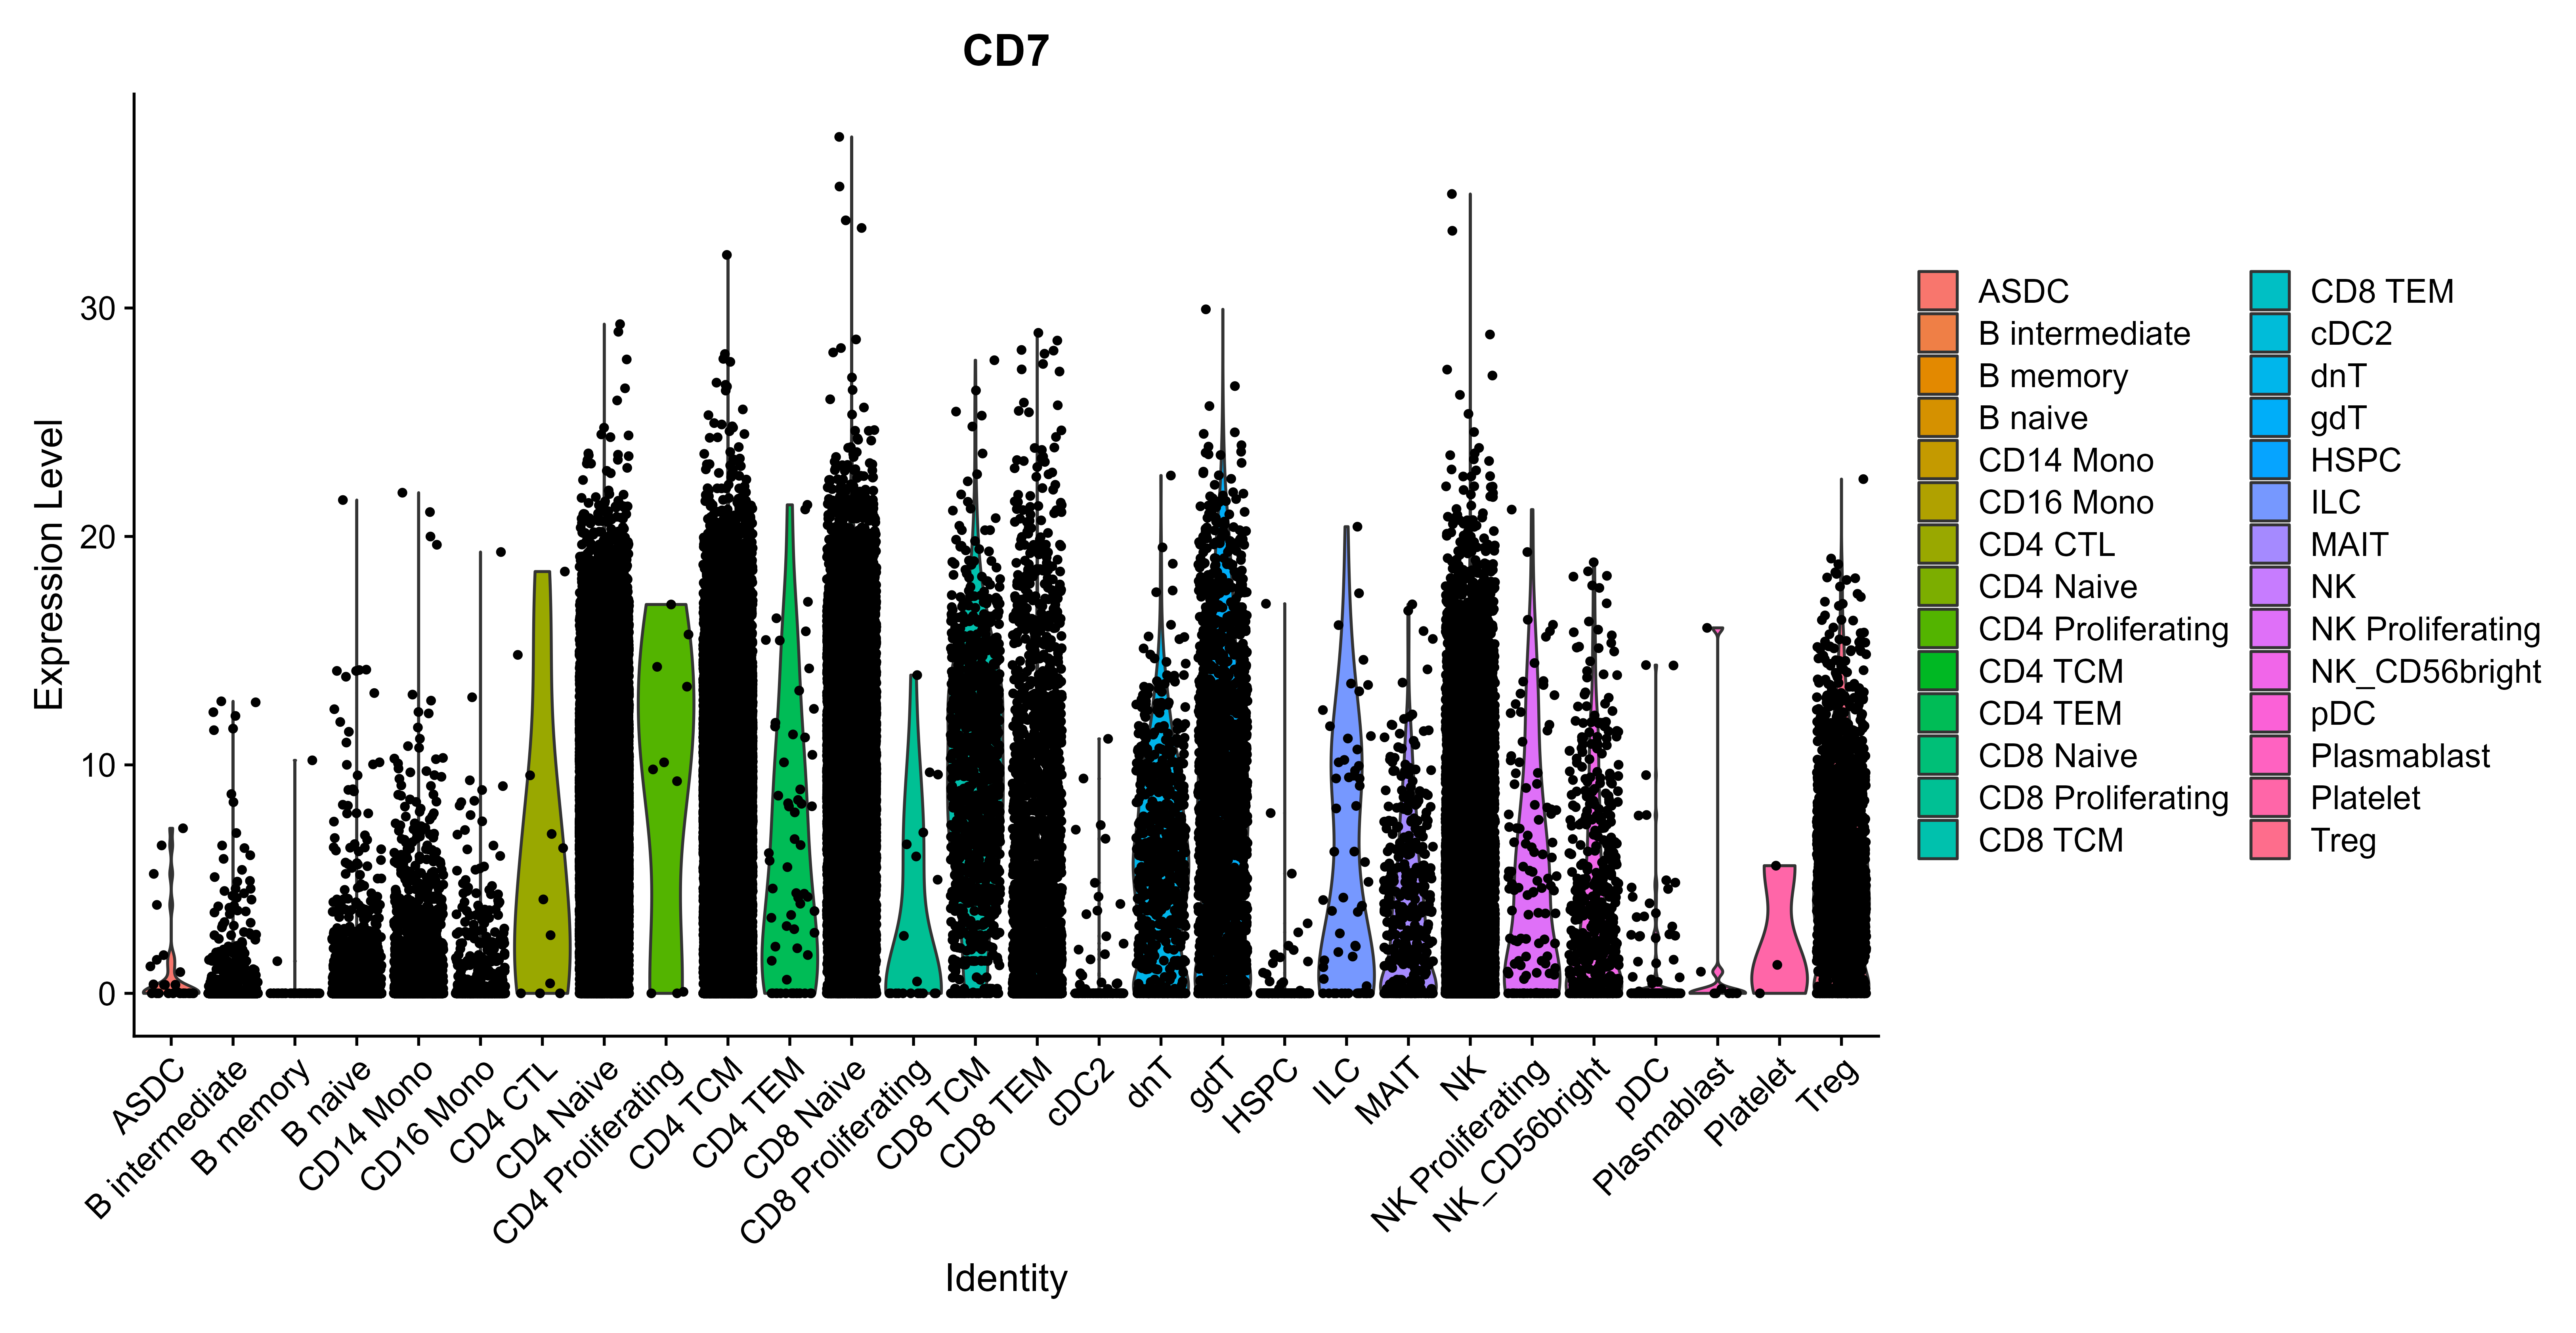 CD7
Expression Level
30
20
10
0
ASDC
B intermediate
B memory
B naive
CD14 Mono
CD16 Mono
CD4 CTL
CD4 Naive
CD4 Proliferating
CD4 TCM
CD4 TEM
CD8 Naive
CD8 Proliferating
CD8 TCM
CD8 TEM
cDC2
dnT
gdT
HSPC
ILC
MAIT
NK
NK Proliferating
NK_CD56bright
pDC
Plasmablast
Platelet
Treg
Identity
ASDC
B intermediate
B memory
B naive
CD14 Mono
CD16 Mono
CD4 CTL
CD4 Naive
CD4 Proliferating
CD4 TCM
CD4 TEM
CD8 Naive
CD8 Proliferating
CD8 TCM
CD8 TEM
cDC2
dnT
gdT
HSPC
ILC
MAIT
NK
NK Proliferating
NK_CD56bright
pDC
Plasmablast
Platelet
Treg